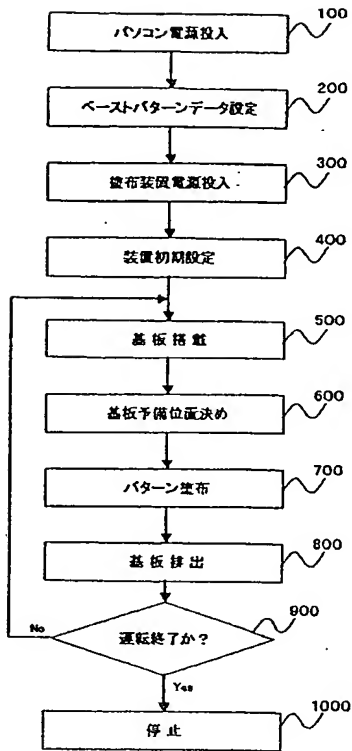 100
パソコン電源投入
200
ペーストパターンデータ設定
300
塗布装置電源投入
400
装置初期設定
500
基板搭載
600
基板予備位置決め
700
パターン塗布
800
基板排出
900
運転終了か?
No
Yes
1000
停止